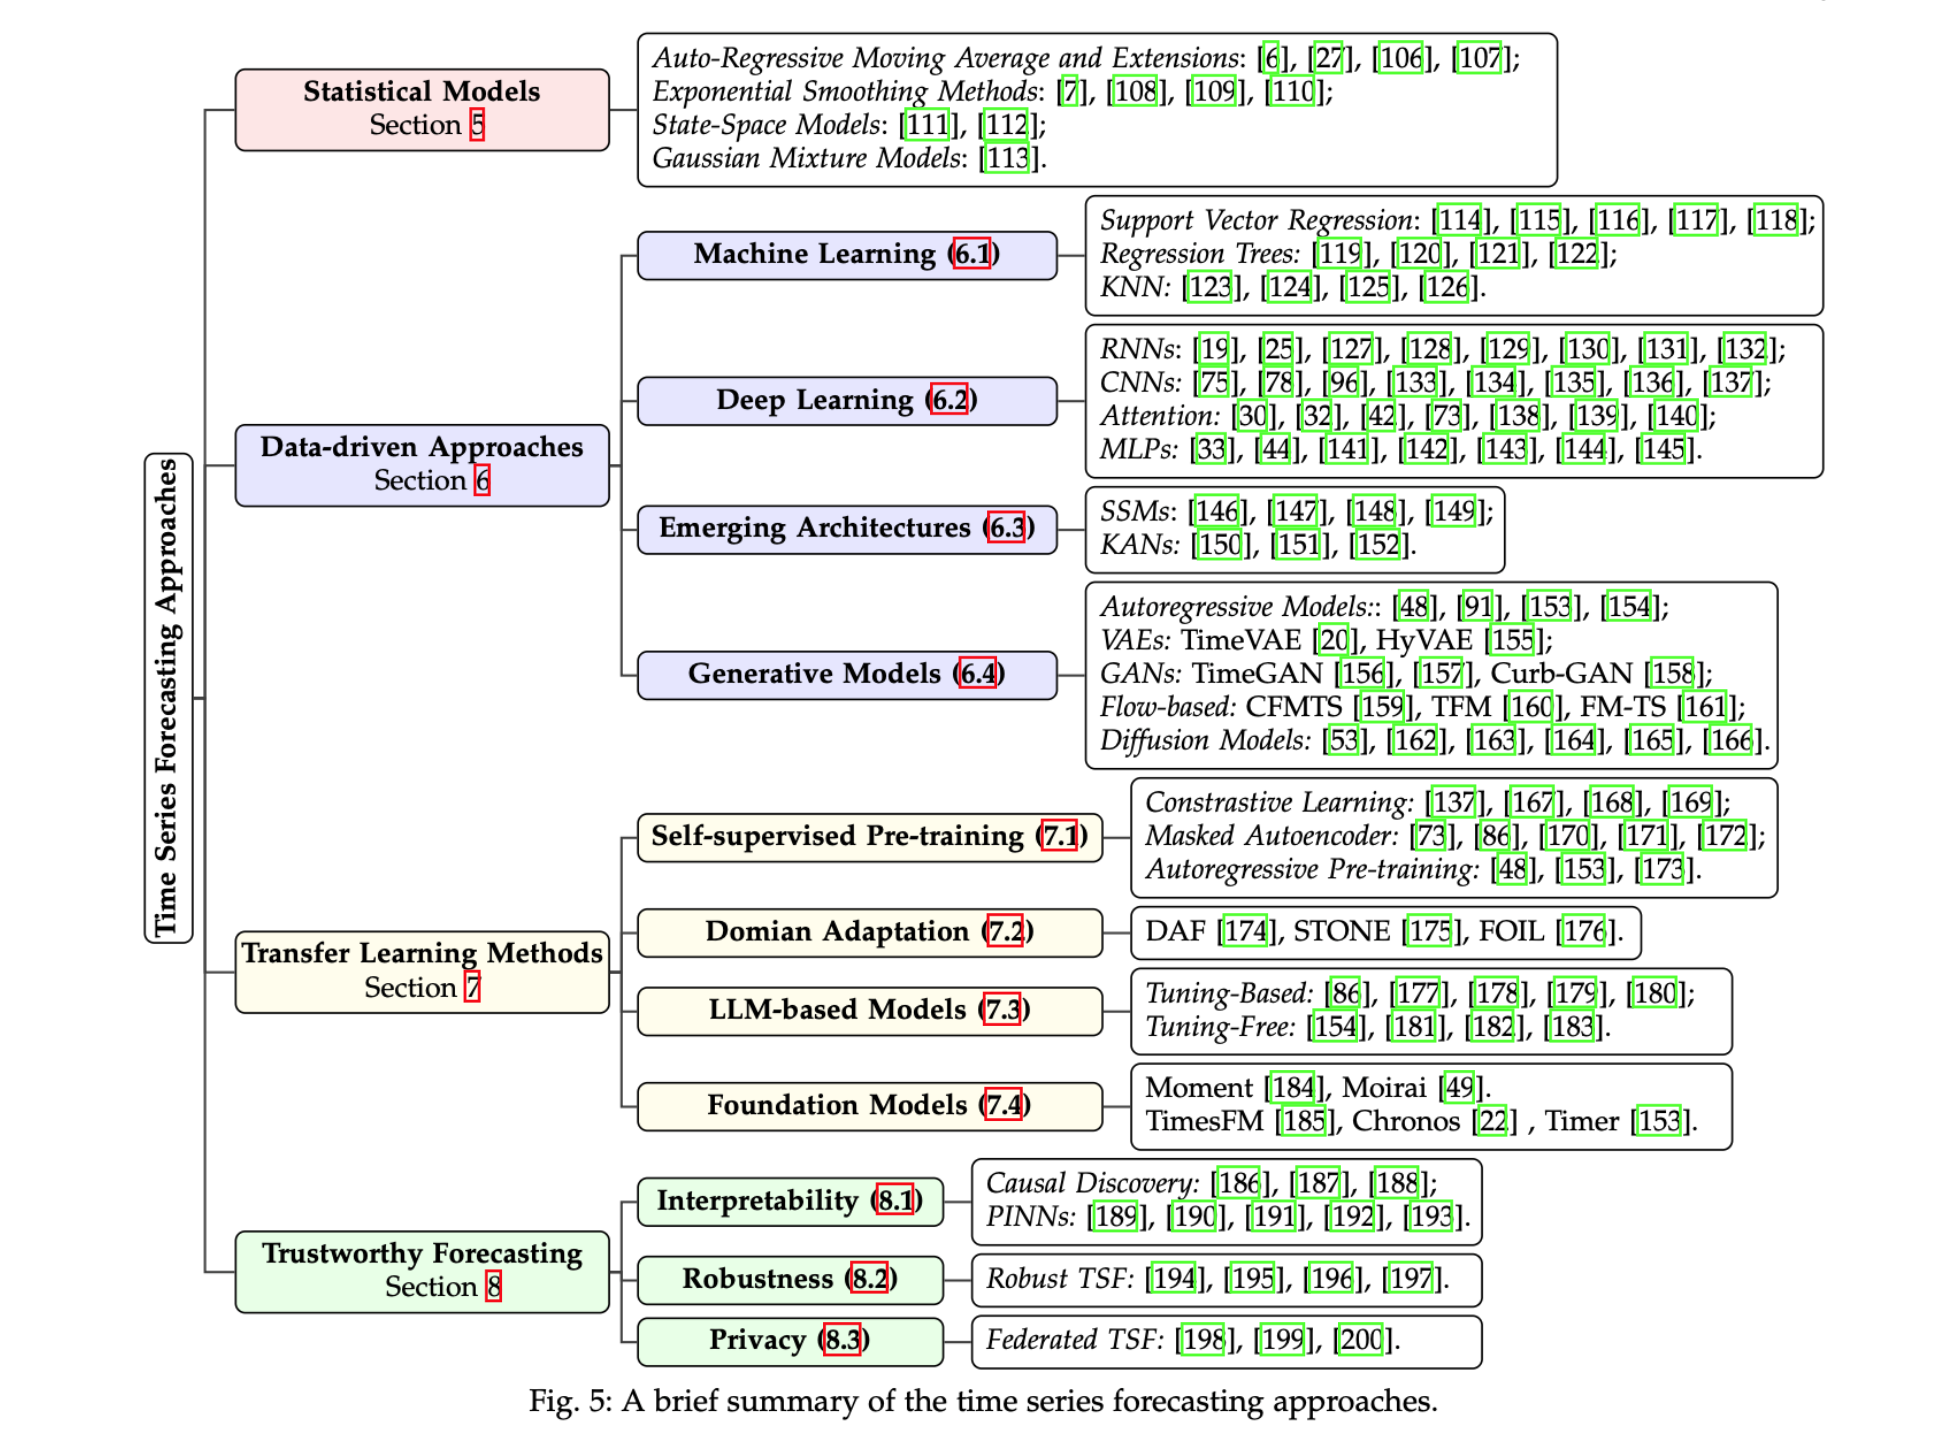 Time Series Forecasting Approaches
Statistical Models
Section 5
Auto-Regressive Moving Average and Extensions: [6], [27], [106], [107];
Exponential Smoothing Methods: [7], [108], [109], [110];
State-Space Models: [111], [112];
Gaussian Mixture Models: [113].
Data-driven Approaches
Section 6
Machine Learning (6.1)
Support Vector Regression: [114], [115], [116], [117], [118];
Regression Trees: [119], [120], [121], [122];
KNN: [123], [124], [125], [126].
Deep Learning (6.2)
RNNs: [19], [25], [127], [128], [129], [130], [131], [132];
CNNs: [75], [78], [96], [133], [134], [135], [136], [137];
Attention: [30], [32], [42], [73], [138], [139], [140];
MLPs: [33], [44], [141], [142], [143], [144], [145].
Emerging Architectures (6.3)
SSMs: [146], [147], [148], [149];
KANs: [150], [151], [152].
Generative Models (6.4)
Autoregressive Models:: [48], [91], [153], [154];
VAEs: TimeVAE [20], HyVAE [155];
GANs: TimeGAN [156], [157], Curb-GAN [158];
Flow-based: CFMTS [159], TFM [160], FM-TS [161];
Diffusion Models: [53], [162], [163], [164], [165], [166].
Transfer Learning Methods
Section 7
Self-supervised Pre-training (7.1)
Constrastive Learning: [137], [167], [168], [169];
Masked Autoencoder: [73], [86], [170], [171], [172];
Autoregressive Pre-training: [48], [153], [173].
Domian Adaptation (7.2)
DAF [174], STONE [175], FOIL [176].
LLM-based Models (7.3)
Tuning-Based: [86], [177], [178], [179], [180];
Tuning-Free: [154], [181], [182], [183].
Foundation Models (7.4)
Moment [184], Moirai [49].
TimesFM [185], Chronos [22] , Timer [153].
Trustworthy Forecasting
Section 8
Interpretability (8.1)
Causal Discovery: [186], [187], [188];
PINNs: [189], [190], [191], [192], [193].
Robustness (8.2)
Robust TSF: [194], [195], [196], [197].
Privacy (8.3)
Federated TSF: [198], [199], [200].
Fig. 5: A brief summary of the time series forecasting approaches.